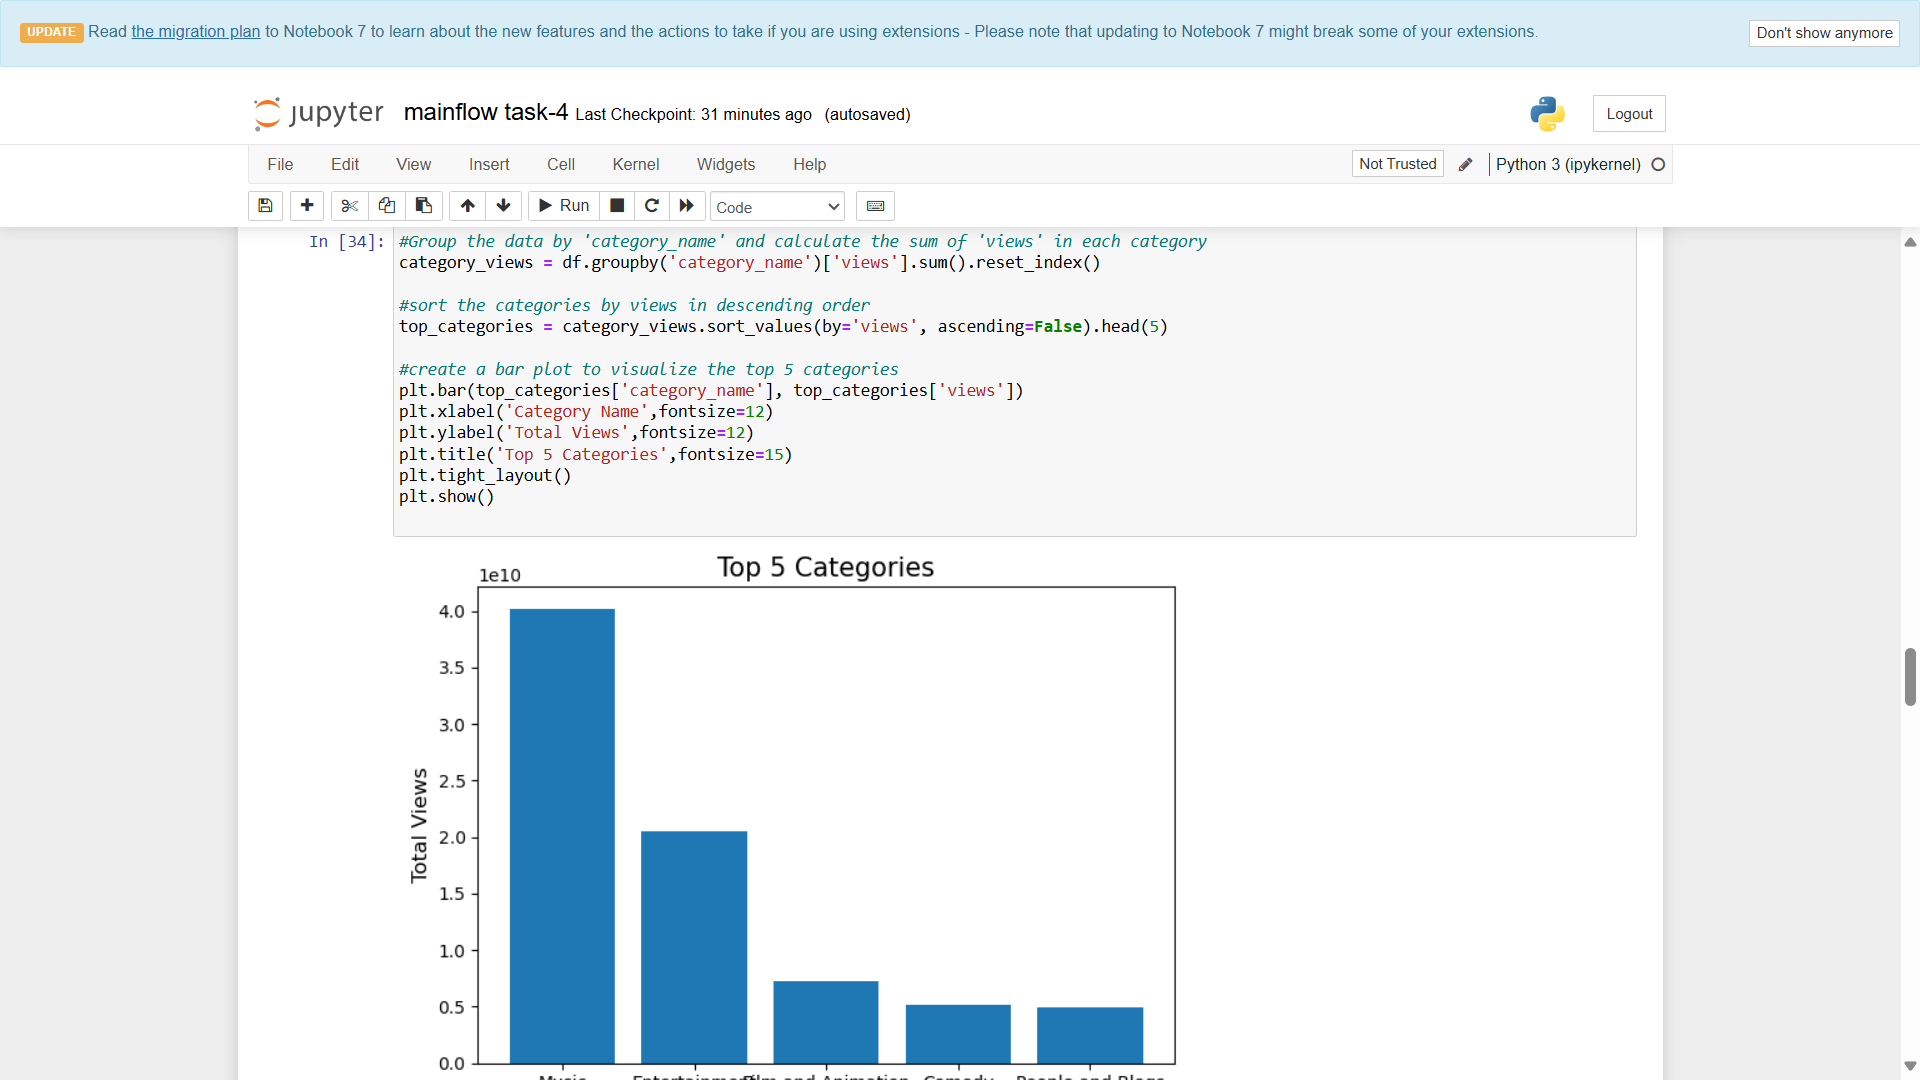 UPDATE Read the migration plan to Notebook 7 to learn about the new features and the actions to take if you are using extensions - Please note that updating to Notebook 7 might break some of your extensions.
Don't show anymore
jupyter mainflow task-4 Last Checkpoint: 31 minutes ago (autosaved)
Logout
File Edit View Insert Cell Kernel Widgets Help
Not Trusted
Python 3 (ipykernel)
Run
Code
In [34]:
#Group the data by 'category_name' and calculate the sum of 'views' in each category
category_views = df.groupby('category_name')['views'].sum().reset_index()
#sort the categories by views in descending order
top_categories = category_views.sort_values(by='views', ascending=False).head(5)
#create a bar plot to visualize the top 5 categories
plt.bar(top_categories['category_name'], top_categories['views'])
plt.xlabel('Category Name',fontsize=12)
plt.ylabel('Total Views',fontsize=12)
plt.title('Top 5 Categories',fontsize=15)
plt.tight_layout()
plt.show()
Top 5 Categories
1e10
4.0
3.5
3.0
2.5
2.0
1.5
1.0
0.5
0.0
Total Views
Music Comedy People and Blogs